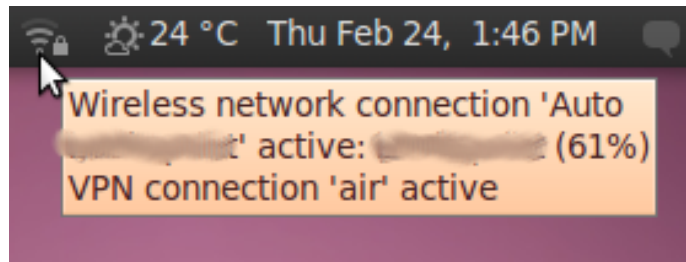 24 °C Thu Feb 24, 1:46 PM
Wireless network connection 'Auto
' active: (61%)
VPN connection 'air' active